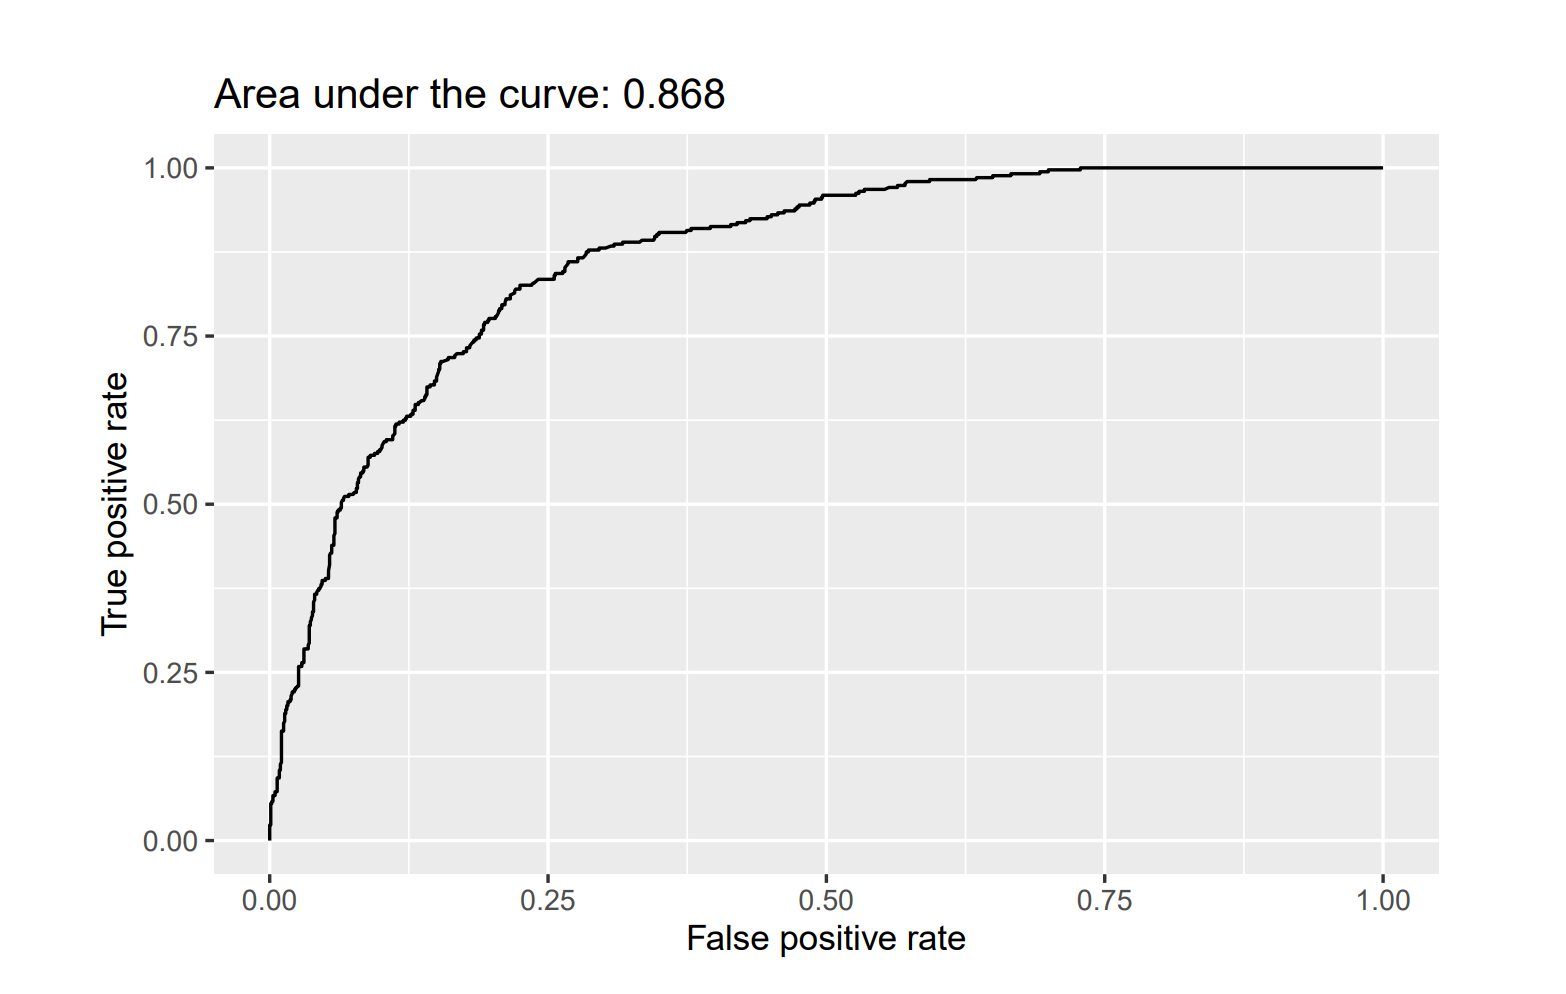 Area under the curve: 0.868
1.00
0.75
0.50
0.25
0.00
True positive rate
0.00 0.25 0.50 0.75 1.00
False positive rate